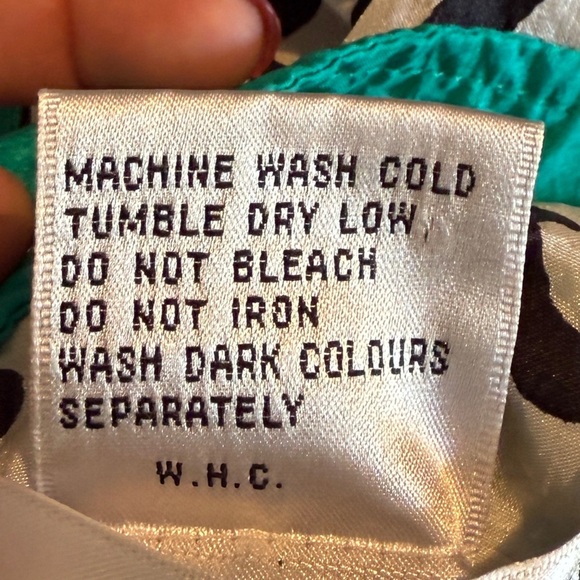 MACHINE WASH COLD
TUMBLE DRY LOW,
DO NOT BLEACH
DO NOT IRON
WASH DARK COLOURS
SEPARATELY
W.H.C.